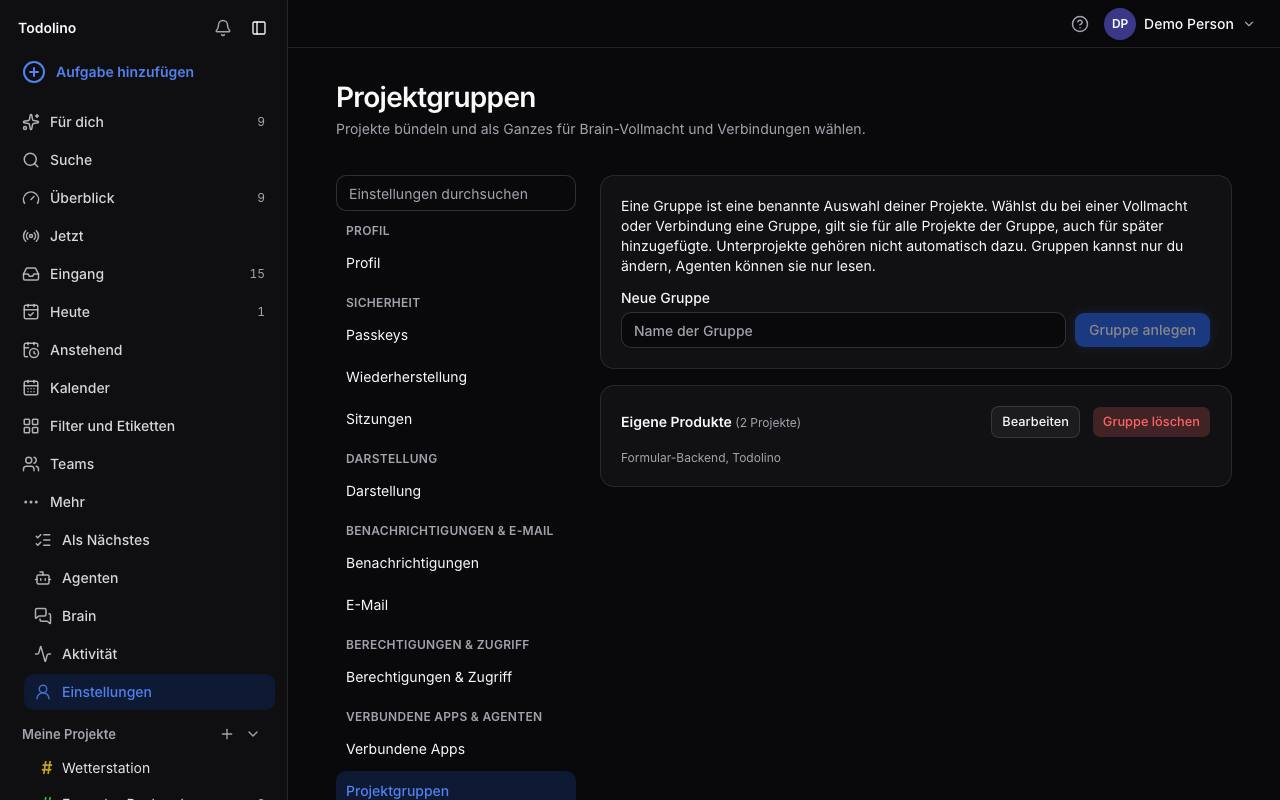 Todolino
Aufgabe hinzufügen
Für dich 9
Suche
Überblick 9
Jetzt
Eingang 15
Heute 1
Anstehend
Kalender
Filter und Etiketten
Teams
Mehr
Als Nächstes
Agenten
Brain
Aktivität
Einstellungen
Meine Projekte
# Wetterstation
DP Demo Person
Projektgruppen
Projekte bündeln und als Ganzes für Brain-Vollmacht und Verbindungen wählen.
Einstellungen durchsuchen
PROFIL
Profil
SICHERHEIT
Passkeys
Wiederherstellung
Sitzungen
DARSTELLUNG
Darstellung
BENACHRICHTIGUNGEN & E-MAIL
Benachrichtigungen
E-Mail
BERECHTIGUNGEN & ZUGRIFF
Berechtigungen & Zugriff
VERBUNDENE APPS & AGENTEN
Verbundene Apps
Projektgruppen
Eine Gruppe ist eine benannte Auswahl deiner Projekte. Wählst du bei einer Vollmacht
oder Verbindung eine Gruppe, gilt sie für alle Projekte der Gruppe, auch für später
hinzugefügte. Unterprojekte gehören nicht automatisch dazu. Gruppen kannst nur du
ändern, Agenten können sie nur lesen.
Neue Gruppe
Name der Gruppe
Gruppe anlegen
Eigene Produkte (2 Projekte)
Bearbeiten
Gruppe löschen
Formular-Backend, Todolino